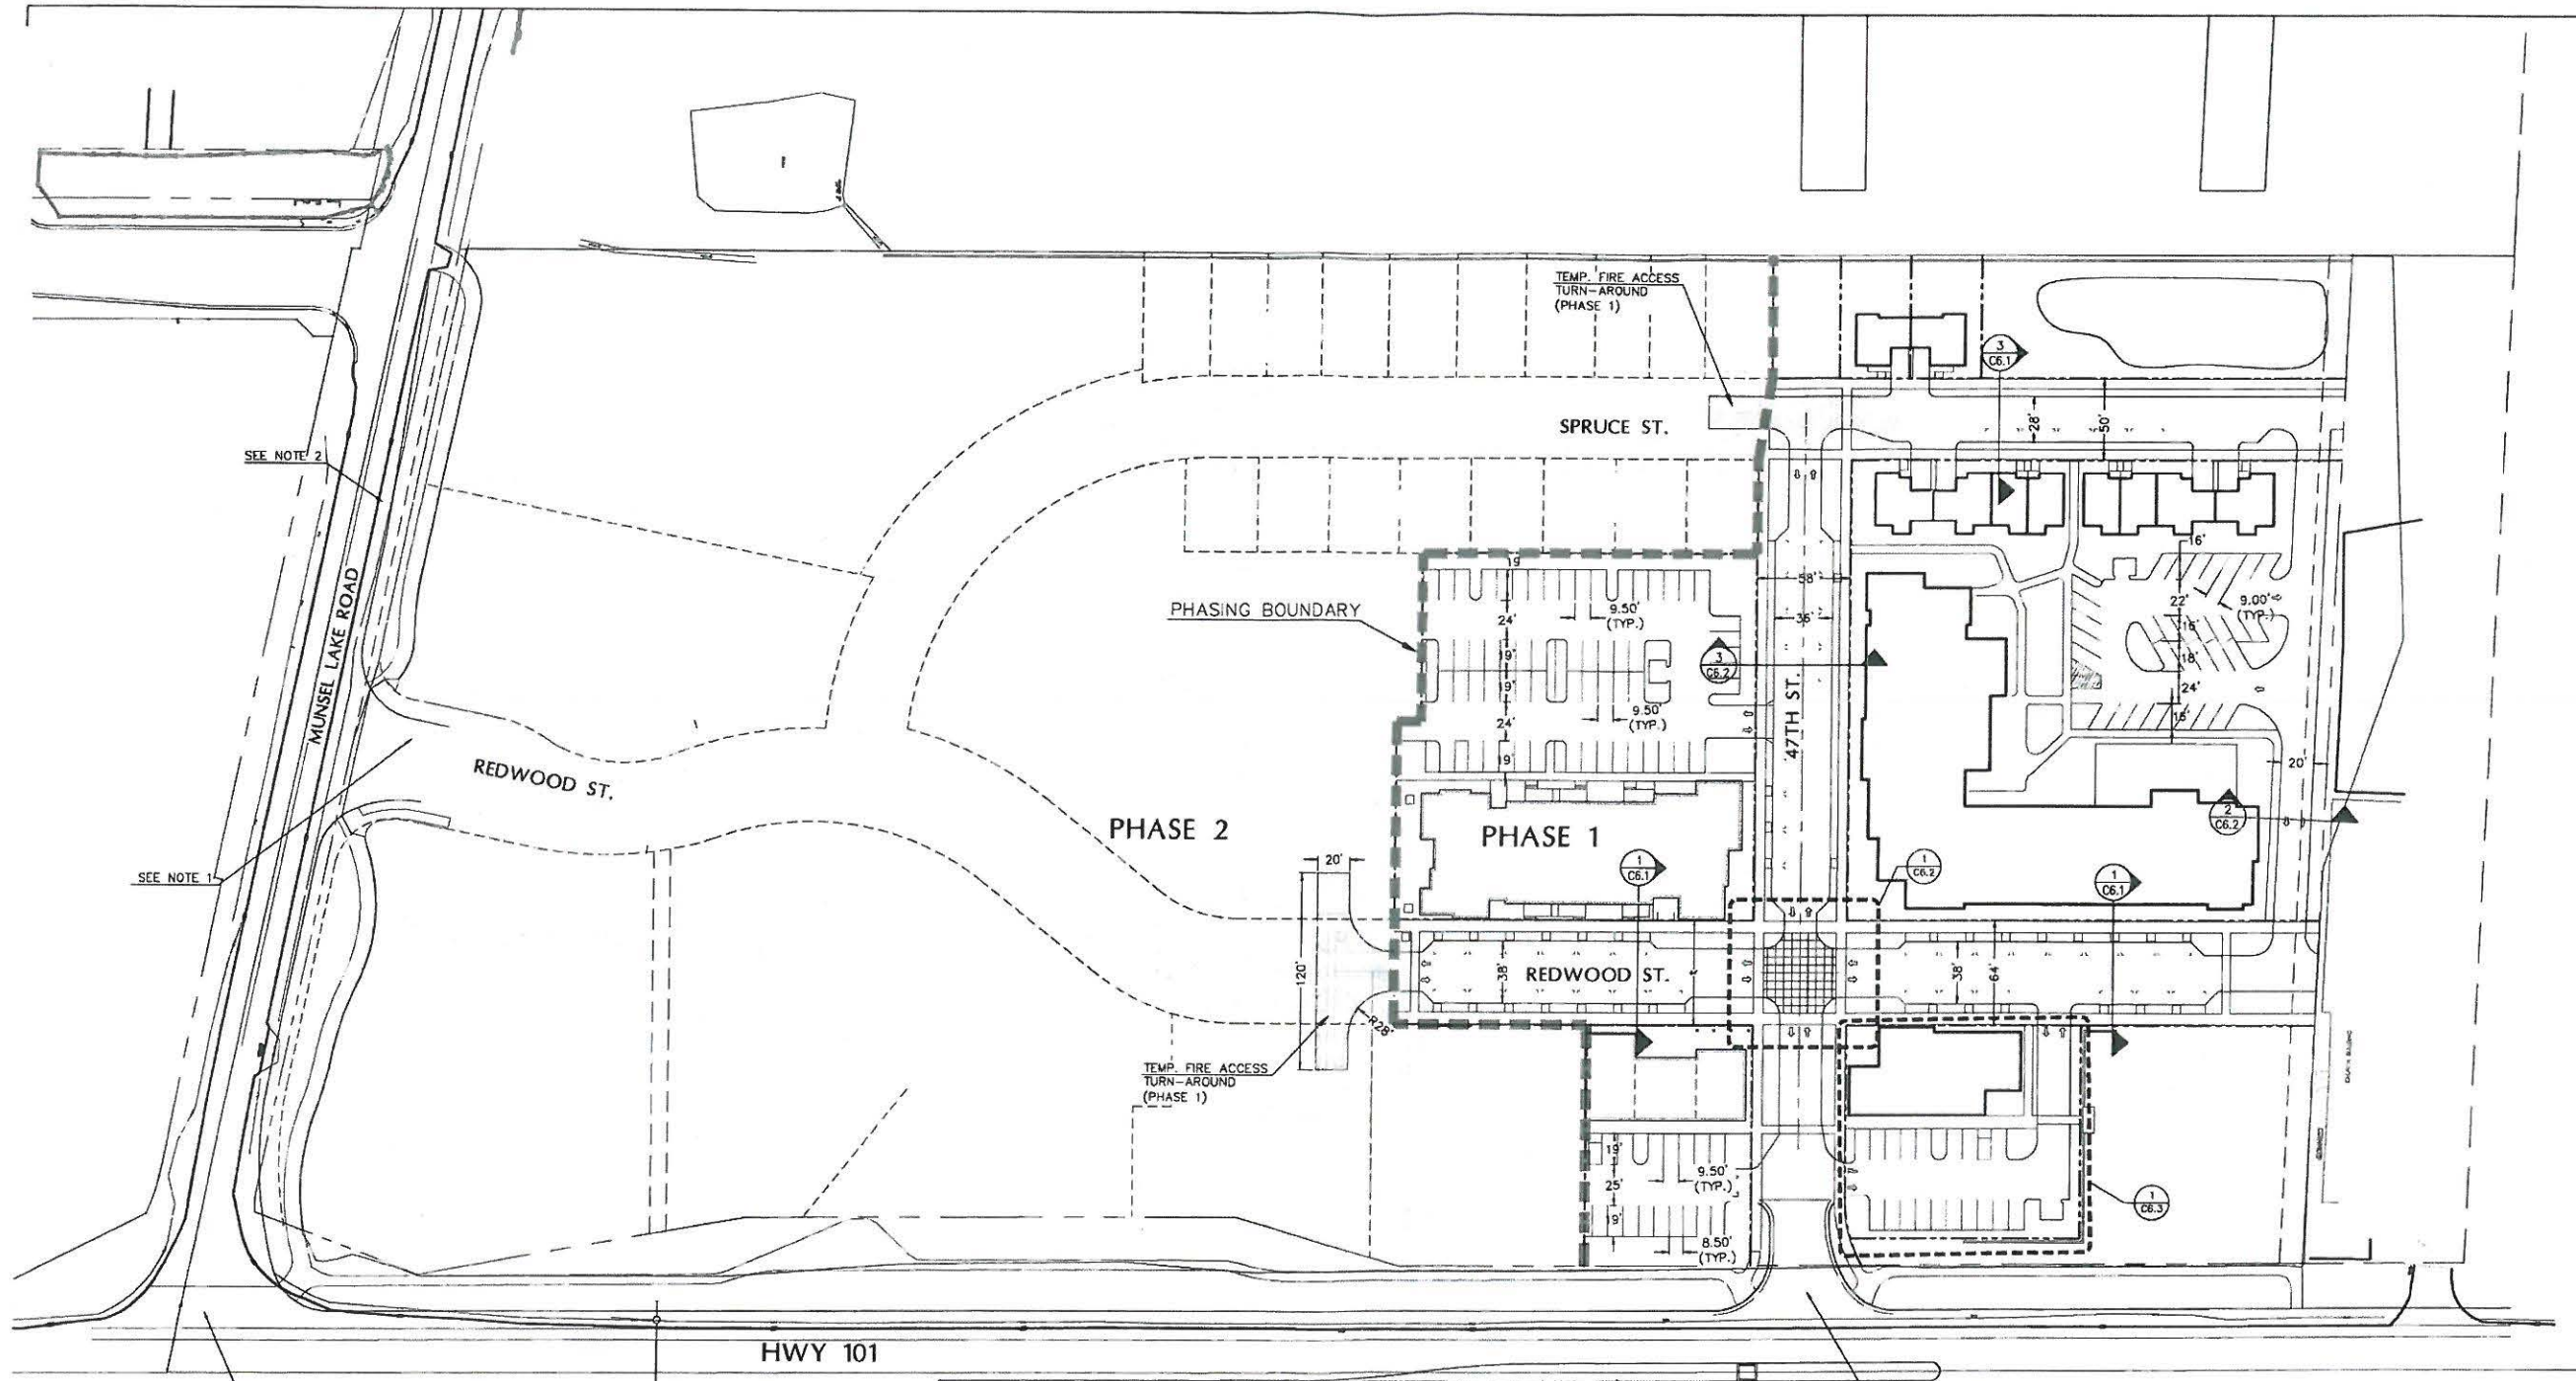 TEMP. FIRE ACCESS
TURN-AROUND
(PHASE 1)
3
C6.1
SPRUCE ST.
28'
50'
SEE NOTE 2
MUNSEL LAKE ROAD
PHASING BOUNDARY
19'
24'
19'
19'
24'
19'
9.50'
(TYP.)
9.50'
(TYP.)
58'
36'
3
C6.2
47TH ST.
16'
22'
16'
18'
24'
16'
9.00'
(TYP.)
20'
REDWOOD ST.
PHASE 2
PHASE 1
2
C6.2
SEE NOTE 1
20'
120'
R28'
1
C6.1
1
C6.2
1
C6.1
38'
REDWOOD ST.
38'
64'
TEMP. FIRE ACCESS
TURN-AROUND
(PHASE 1)
19'
25'
19'
9.50'
(TYP.)
8.50'
(TYP.)
1
C6.3
HWY 101